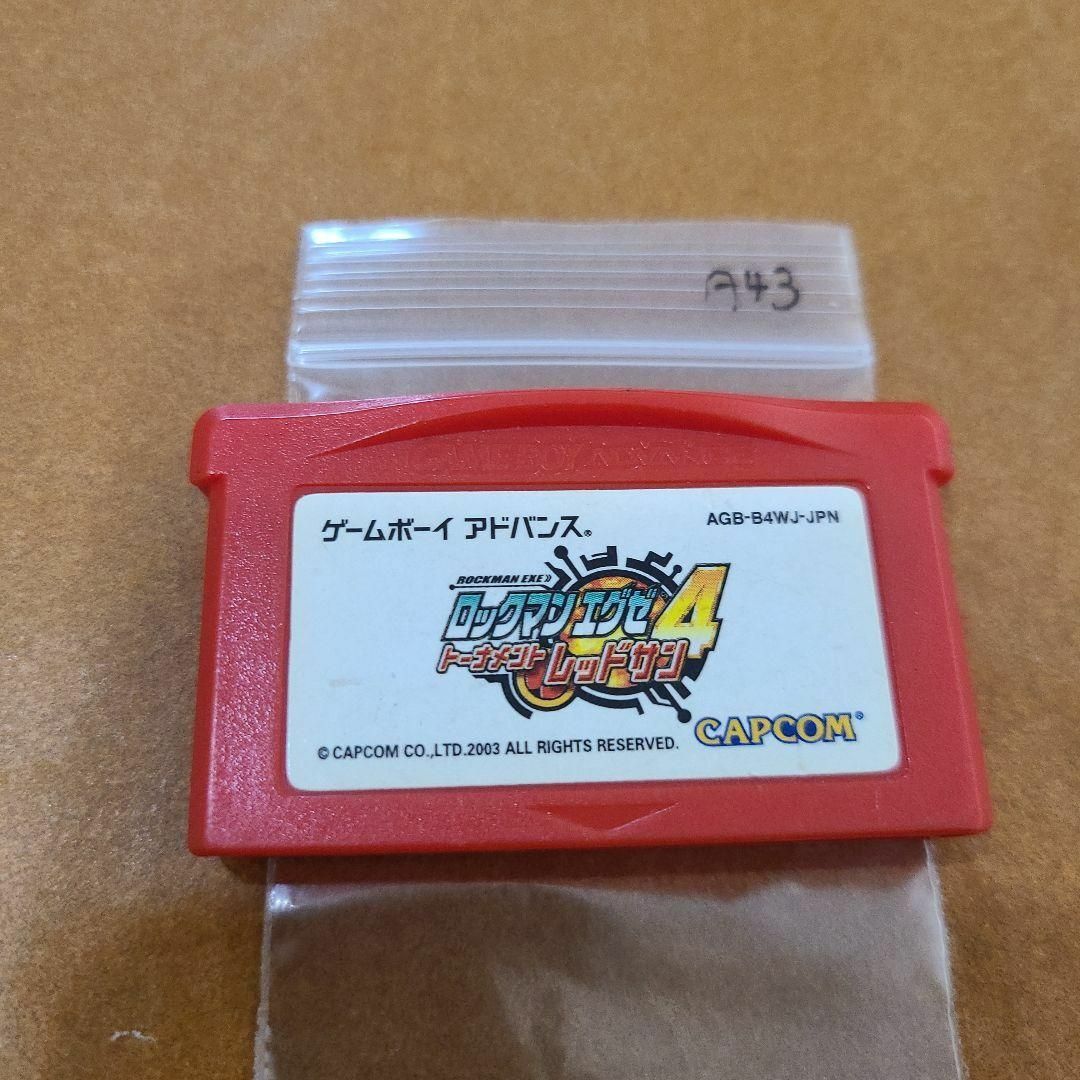 A43
GAME BOY ADVANCE
ゲームボーイ アドバンス®
AGB-B4WJ-JPN
ROCKMAN EXE
ロックマン エグゼ 4
トーナメント レッドサン
CAPCOM®
© CAPCOM CO.,LTD.2003 ALL RIGHTS RESERVED.